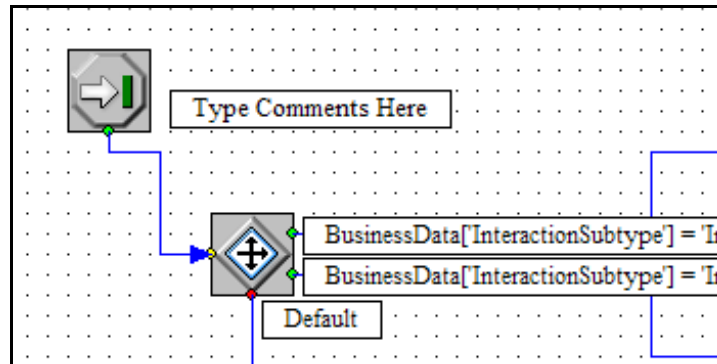 Type Comments Here
BusinessData['InteractionSubtype'] = 'I
BusinessData['InteractionSubtype'] = 'I
Default